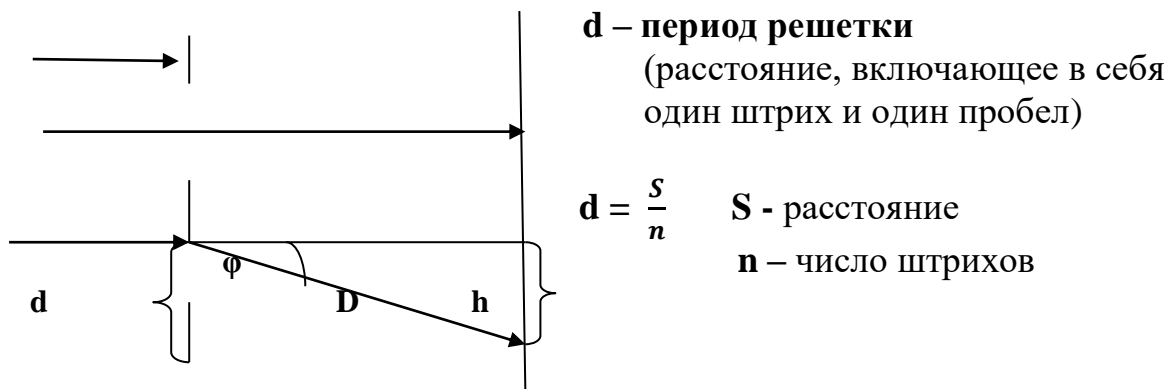 d – период решетки
(расстояние, включающее в себя
один штрих и один пробел)
d = S/n S - расстояние
n – число штрихов
φ
d D h